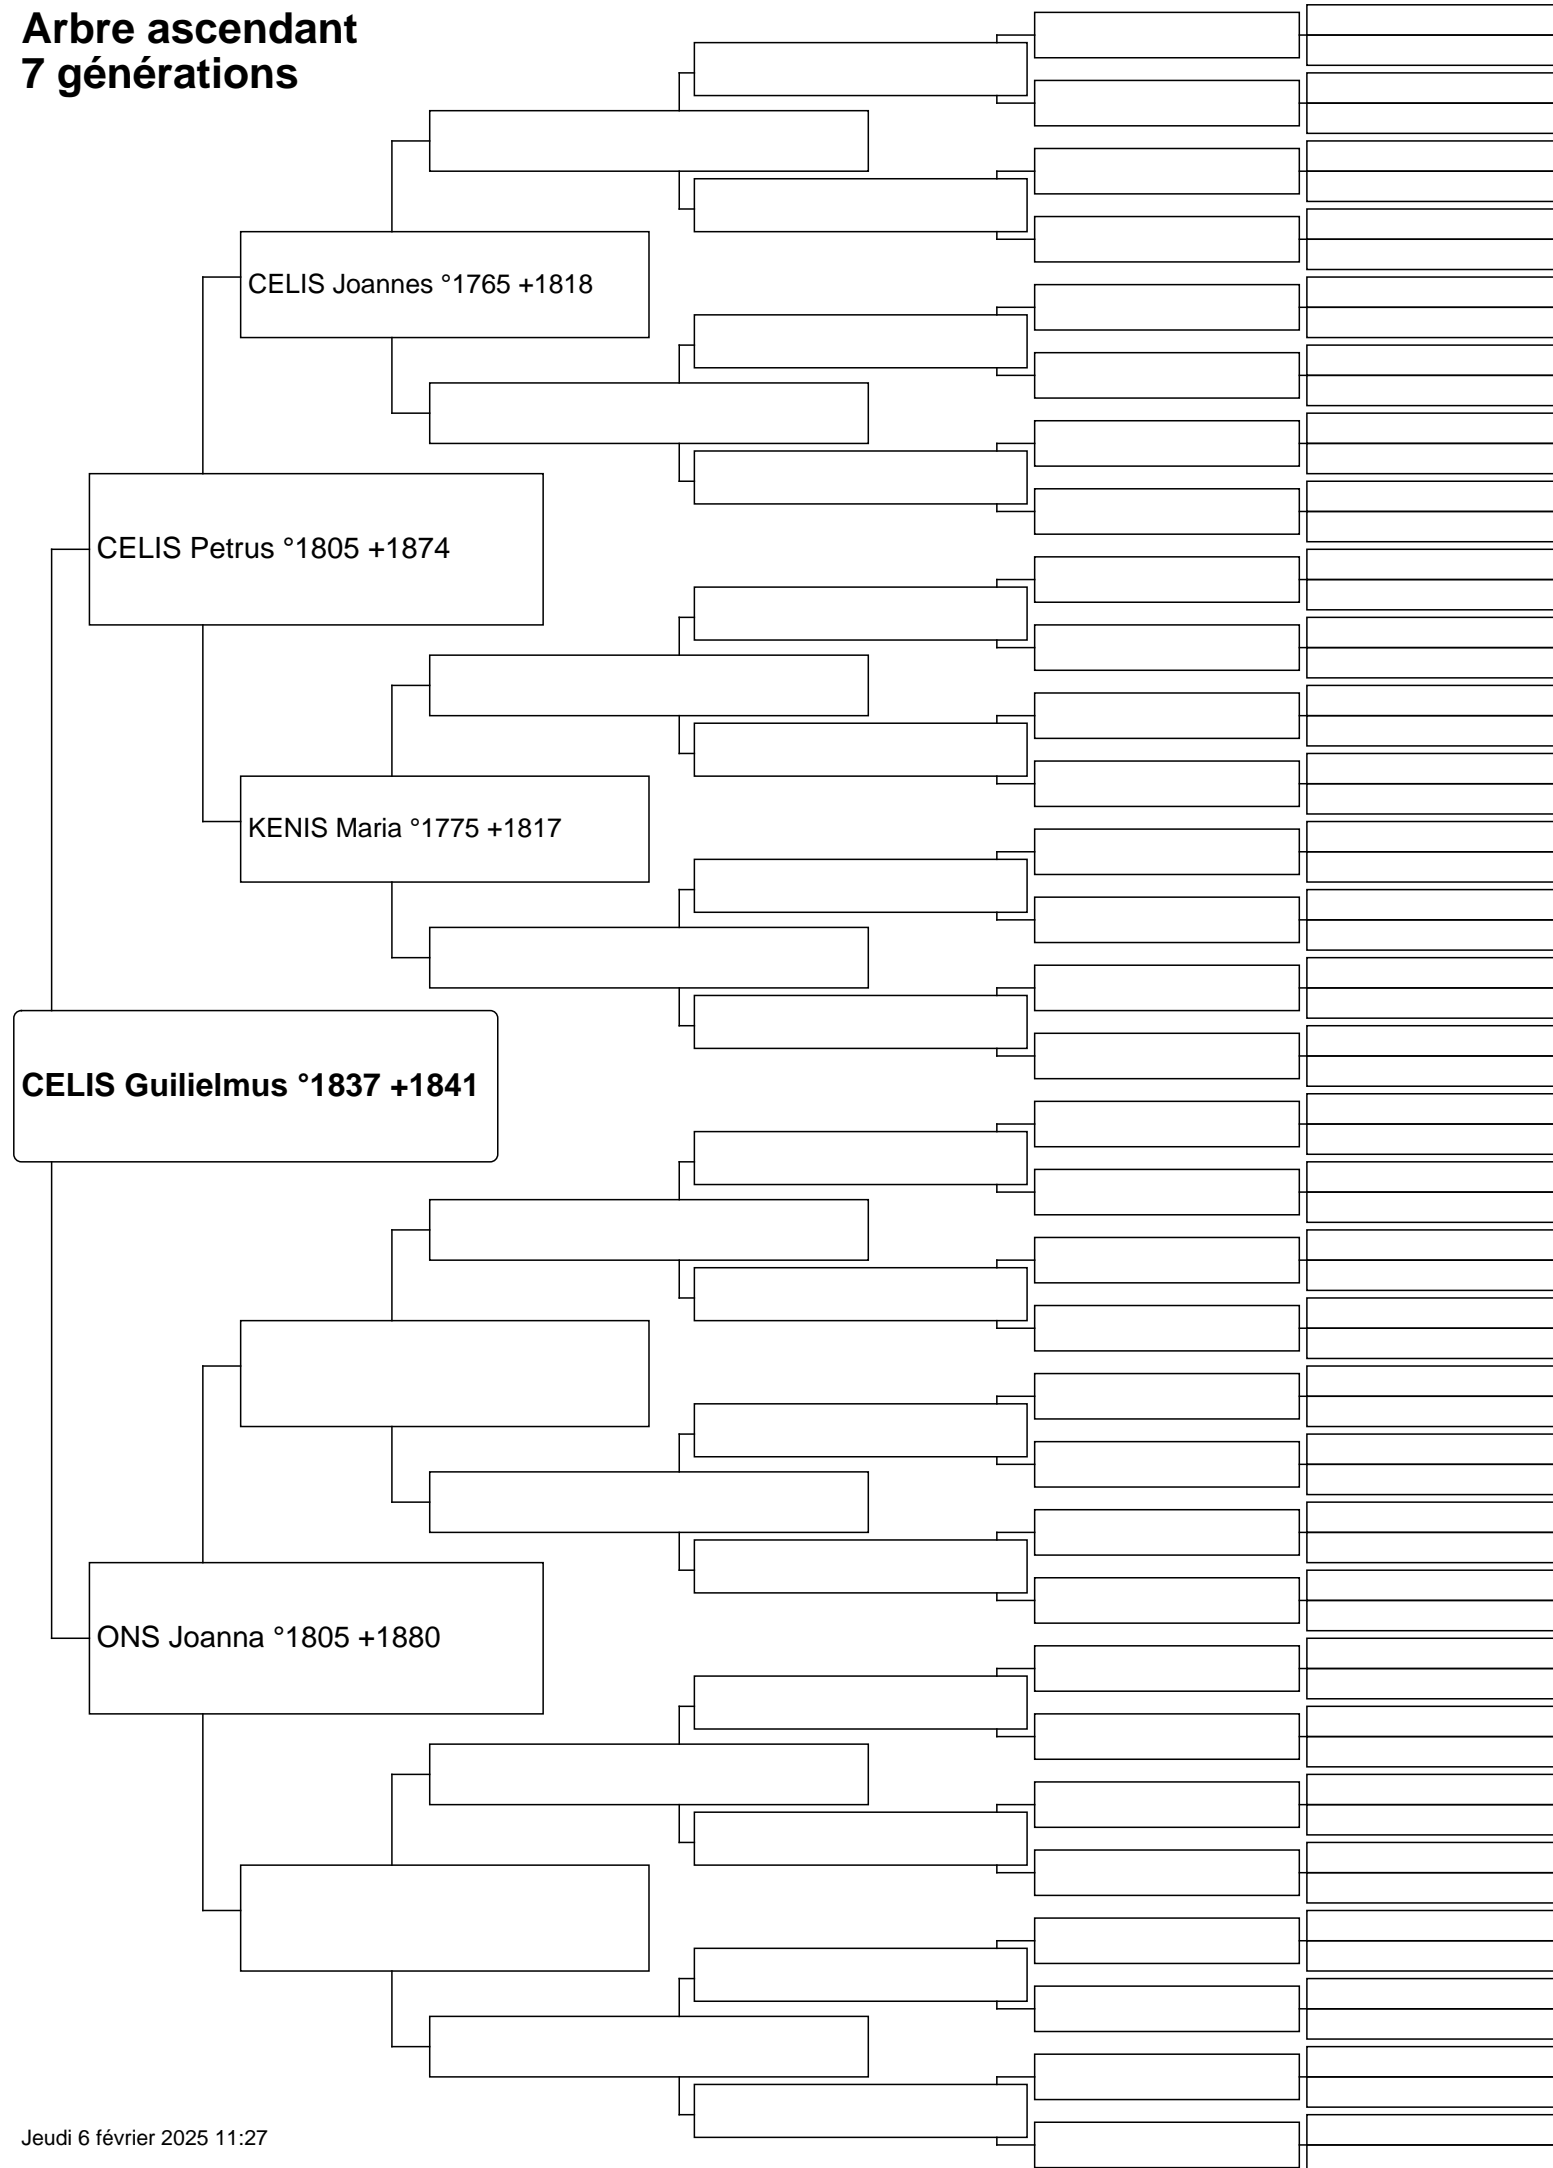 Arbre ascendant
7 générations
CELIS Joannes °1765 +1818
CELIS Petrus °1805 +1874
KENIS Maria °1775 +1817
CELIS Guilielmus °1837 +1841
ONS Joanna °1805 +1880
Jeudi 6 février 2025 11:27